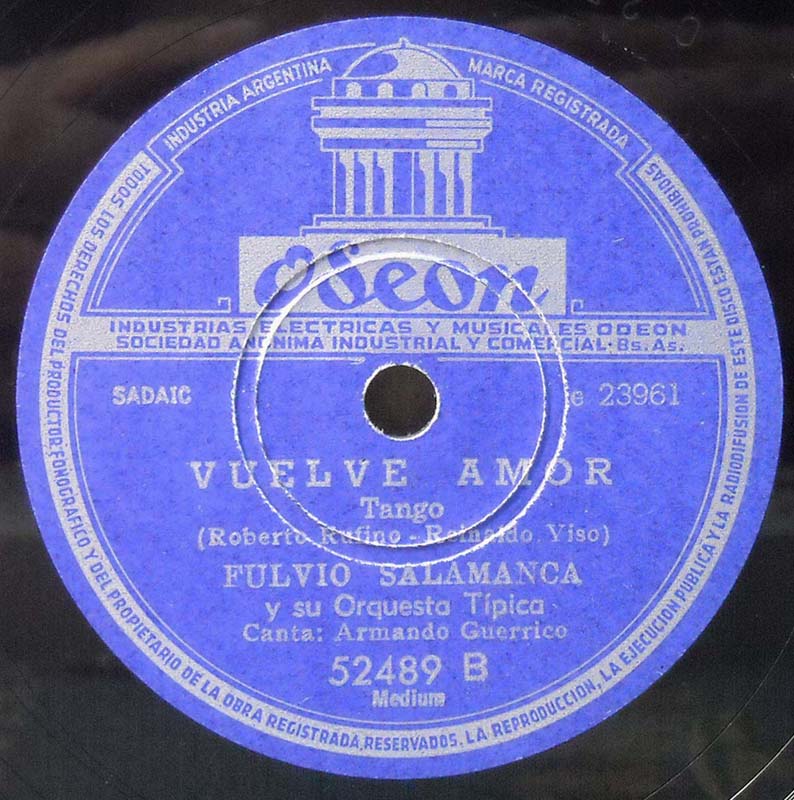 INDUSTRIA ARGENTINA
MARCA REGISTRADA
Odeon
INDUSTRIAS ELECTRICAS Y MUSICALES ODEON
SOCIEDAD ANONIMA INDUSTRIAL Y COMERCIAL - Bs. As.
SADAIC
e 23961
VUELVE AMOR
Tango
(Roberto Rufino - Reinaldo Yiso)
FULVIO SALAMANCA
y su Orquesta Típica
Canta: Armando Guerrico
52489 B
Medium
TODOS LOS DERECHOS DEL PRODUCTOR FONOGRAFICO Y DEL PROPIETARIO DE LA OBRA REGISTRADA, RESERVADOS. LA REPRODUCCION, LA EJECUCION PUBLICA Y LA RADIODIFUSION DE ESTE DISCO ESTAN PROHIBIDAS